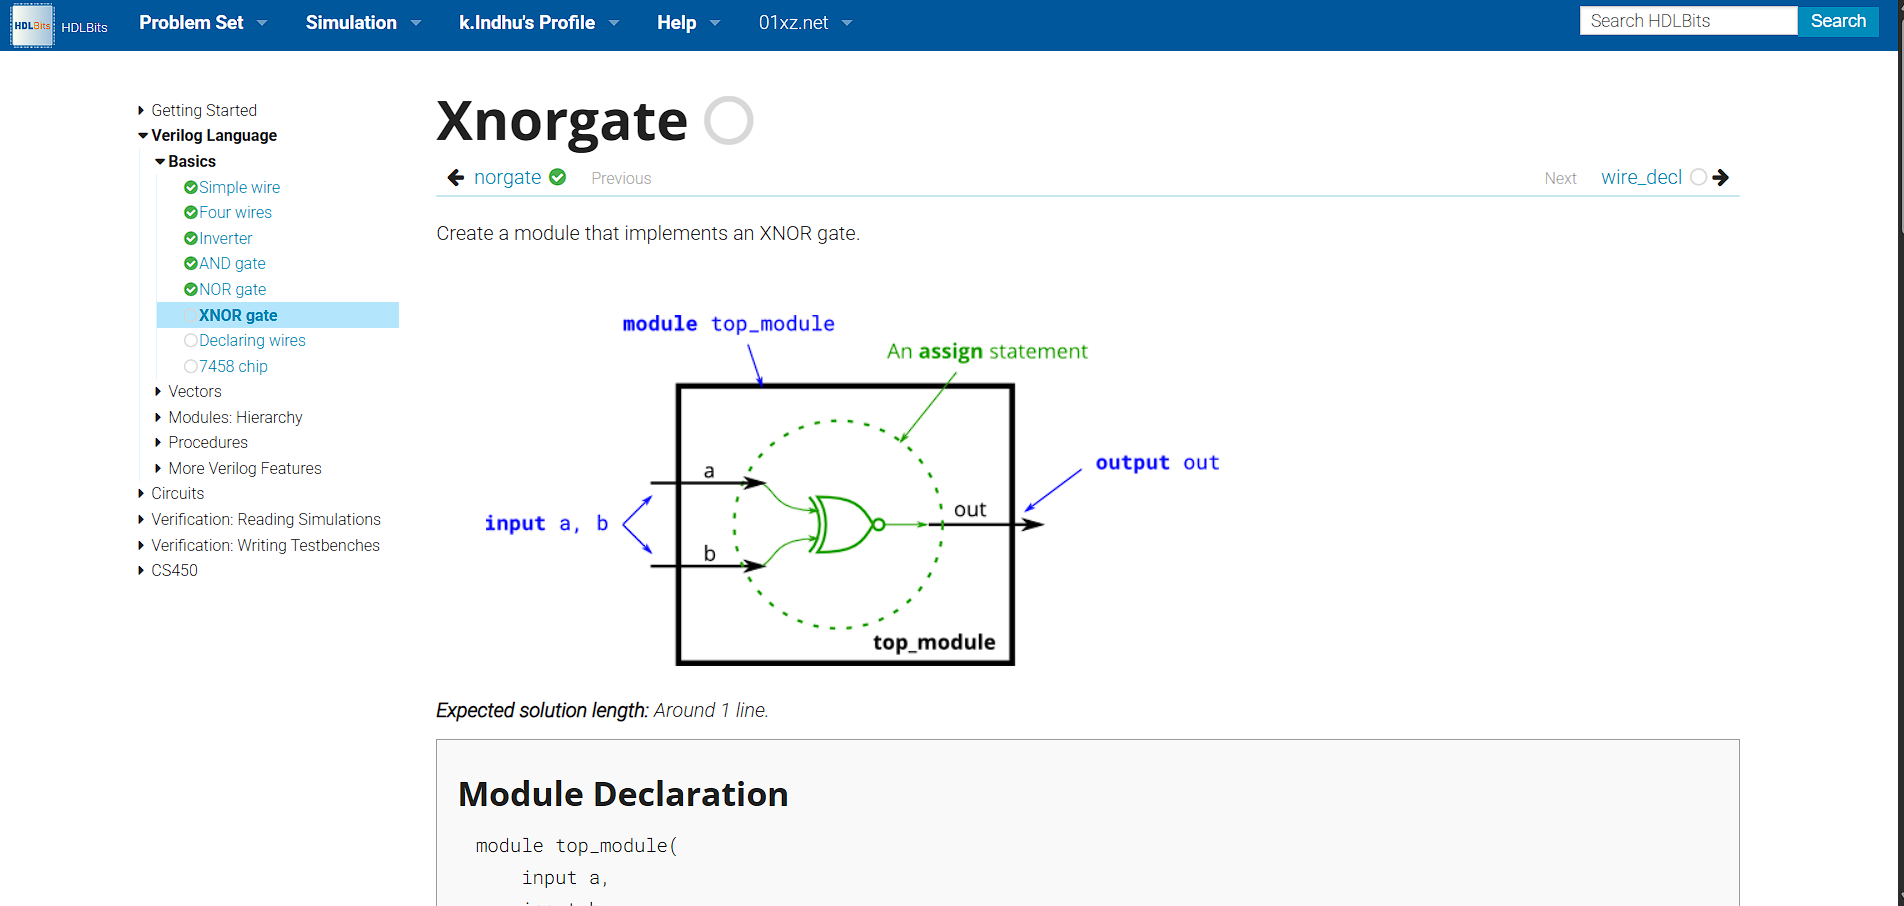 HDLBits HDLBits Problem Set Simulation k.Indhu's Profile Help 01xz.net Search HDLBits Search
Getting Started
Verilog Language
Basics
Simple wire
Four wires
Inverter
AND gate
NOR gate
XNOR gate
Declaring wires
7458 chip
Vectors
Modules: Hierarchy
Procedures
More Verilog Features
Circuits
Verification: Reading Simulations
Verification: Writing Testbenches
CS450
Xnorgate
norgate Previous Next wire_decl
Create a module that implements an XNOR gate.
module top_module
An assign statement
a
output out
out
input a, b
b
top_module
Expected solution length: Around 1 line.
Module Declaration
module top_module(
input a,